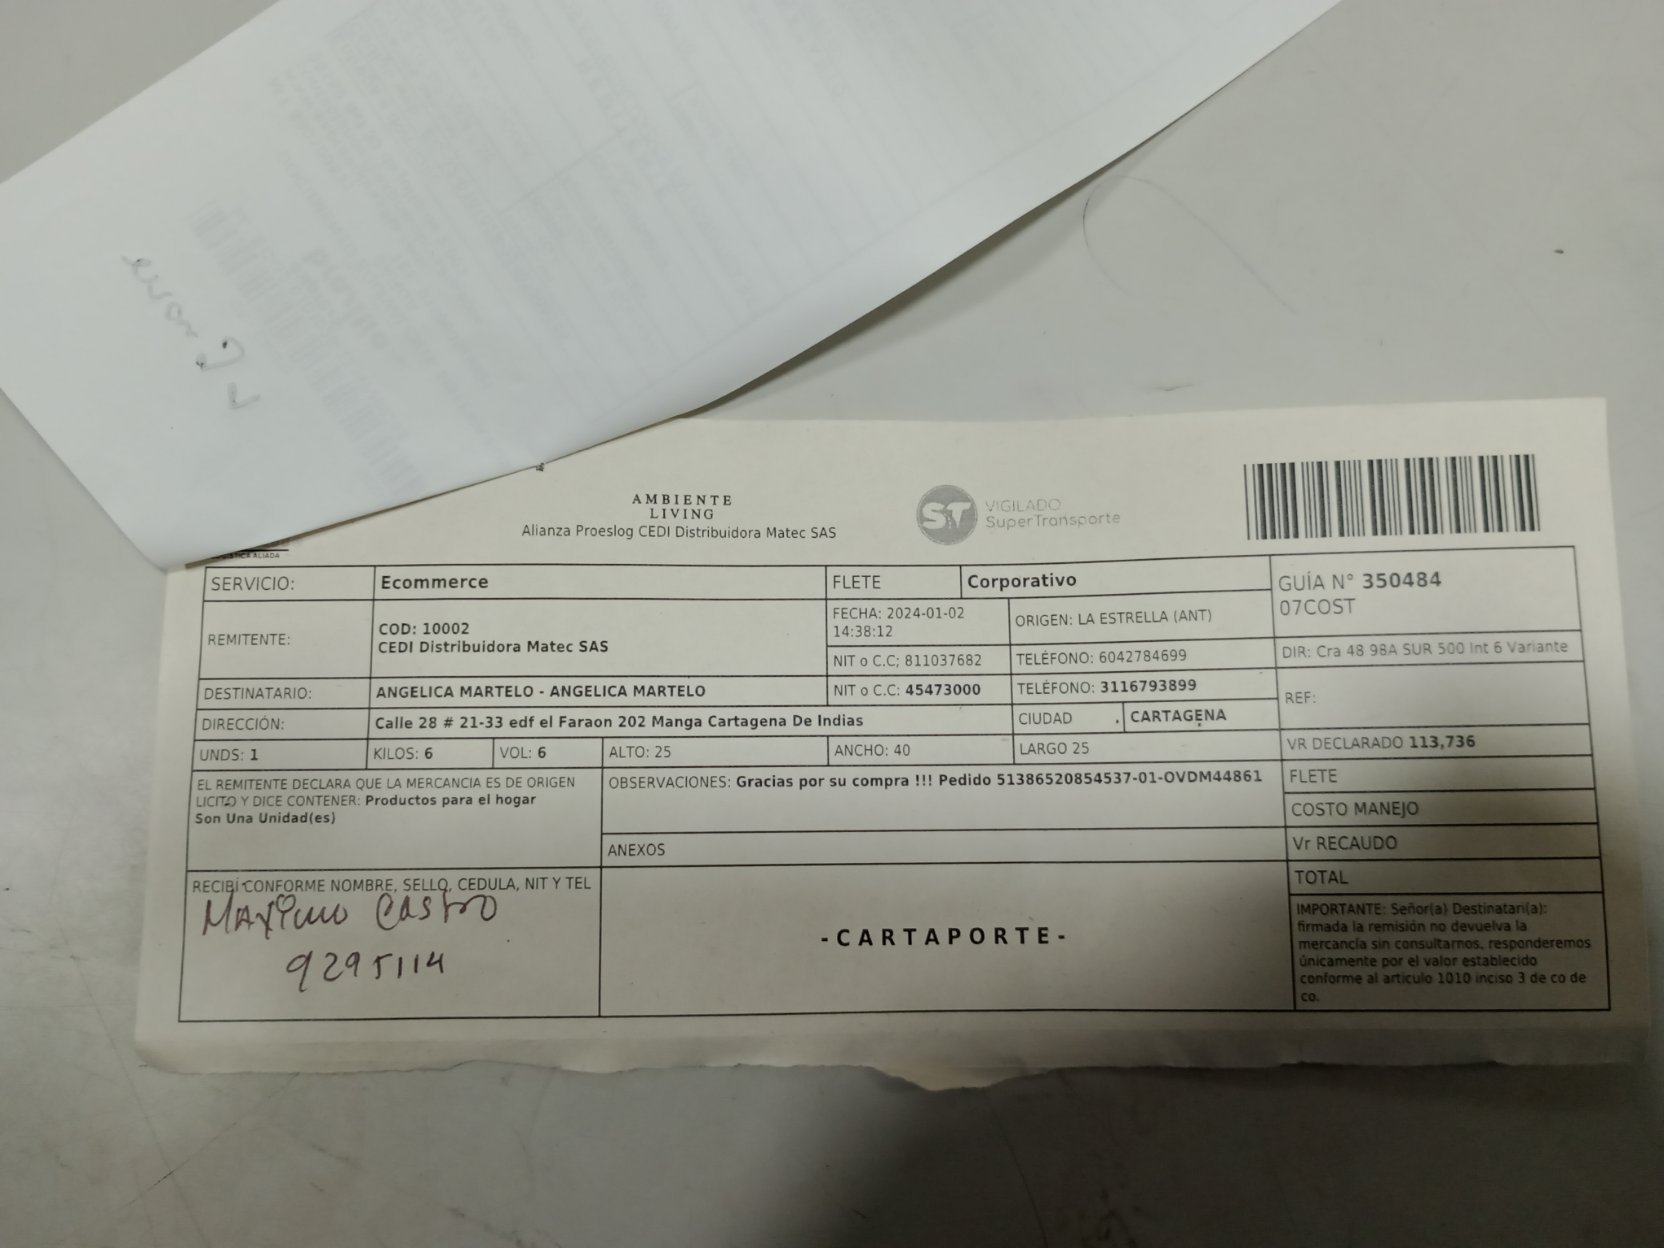 AMBIENTE
LIVING
Alianza Proeslog CEDI Distribuidora Matec SAS
ST VIGILADO
SuperTransporte
SERVICIO: Ecommerce FLETE Corporativo GUÍA N° 350484
07COST
REMITENTE: COD: 10002
CEDI Distribuidora Matec SAS
FECHA: 2024-01-02
14:38:12
ORIGEN: LA ESTRELLA (ANT)
NIT o C.C; 811037682 TELÉFONO: 6042784699 DIR: Cra 48 98A SUR 500 Int 6 Variante
DESTINATARIO: ANGELICA MARTELO - ANGELICA MARTELO NIT o C.C: 45473000 TELÉFONO: 3116793899 REF:
DIRECCIÓN: Calle 28 # 21-33 edf el Faraon 202 Manga Cartagena De Indias CIUDAD CARTAGENA
UNDS: 1 KILOS: 6 VOL: 6 ALTO: 25 ANCHO: 40 LARGO 25 VR DECLARADO 113,736
EL REMITENTE DECLARA QUE LA MERCANCIA ES DE ORIGEN
LICITO Y DICE CONTENER: Productos para el hogar
Son Una Unidad(es)
OBSERVACIONES: Gracias por su compra !!! Pedido 51386520854537-01-OVDM44861
FLETE
COSTO MANEJO
ANEXOS
Vr RECAUDO
TOTAL
RECIBÍ CONFORME NOMBRE, SELLO, CEDULA, NIT Y TEL
Maximo Castro
9295114
-CARTAPORTE-
IMPORTANTE: Señor(a) Destinatari(a):
firmada la remisión no devuelva la
mercancía sin consultarnos, responderemos
únicamente por el valor establecido
conforme al articulo 1010 inciso 3 de co de
co.